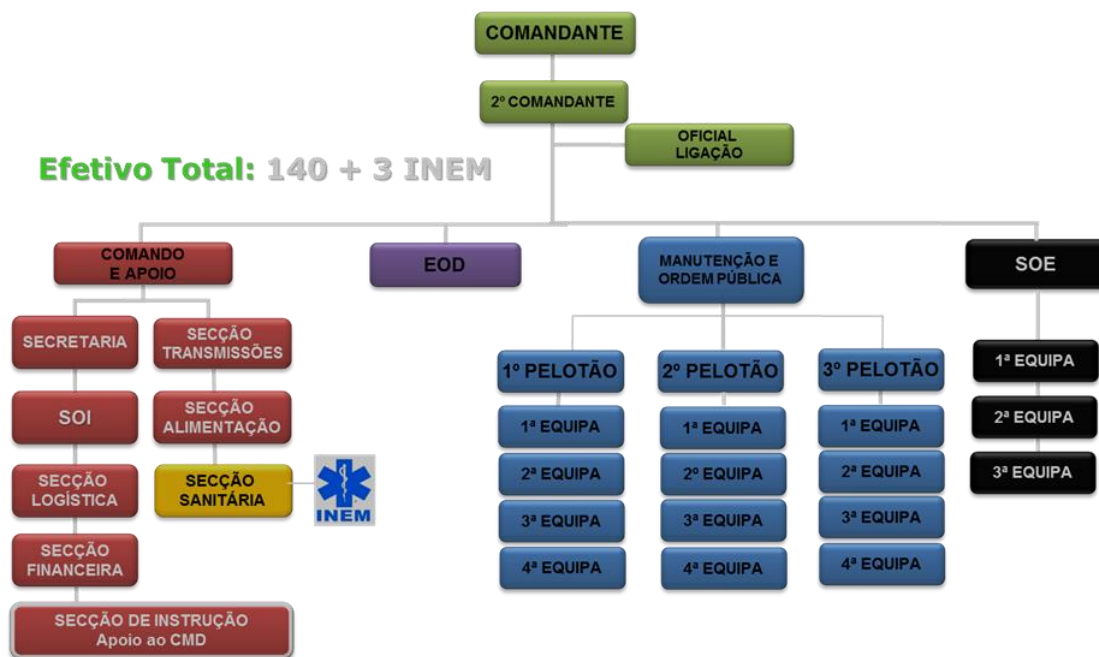 COMANDANTE
2º COMANDANTE
OFICIAL
LIGAÇÃO
Efetivo Total: 140 + 3 INEM
COMANDO
E APOIO
EOD
MANUTENÇÃO E
ORDEM PÚBLICA
SOE
SECRETARIA
SECÇÃO
TRANSMISSÕES
SOI
SECÇÃO
ALIMENTAÇÃO
SECÇÃO
LOGÍSTICA
SECÇÃO
SANITÁRIA
INEM
SECÇÃO
FINANCEIRA
SECÇÃO DE INSTRUÇÃO
Apoio ao CMD
1º PELOTÃO
1ª EQUIPA
2ª EQUIPA
3ª EQUIPA
4ª EQUIPA
2º PELOTÃO
1ª EQUIPA
2º EQUIPA
3ª EQUIPA
4ª EQUIPA
3º PELOTÃO
1ª EQUIPA
2ª EQUIPA
3ª EQUIPA
4ª EQUIPA
1ª EQUIPA
2ª EQUIPA
3ª EQUIPA